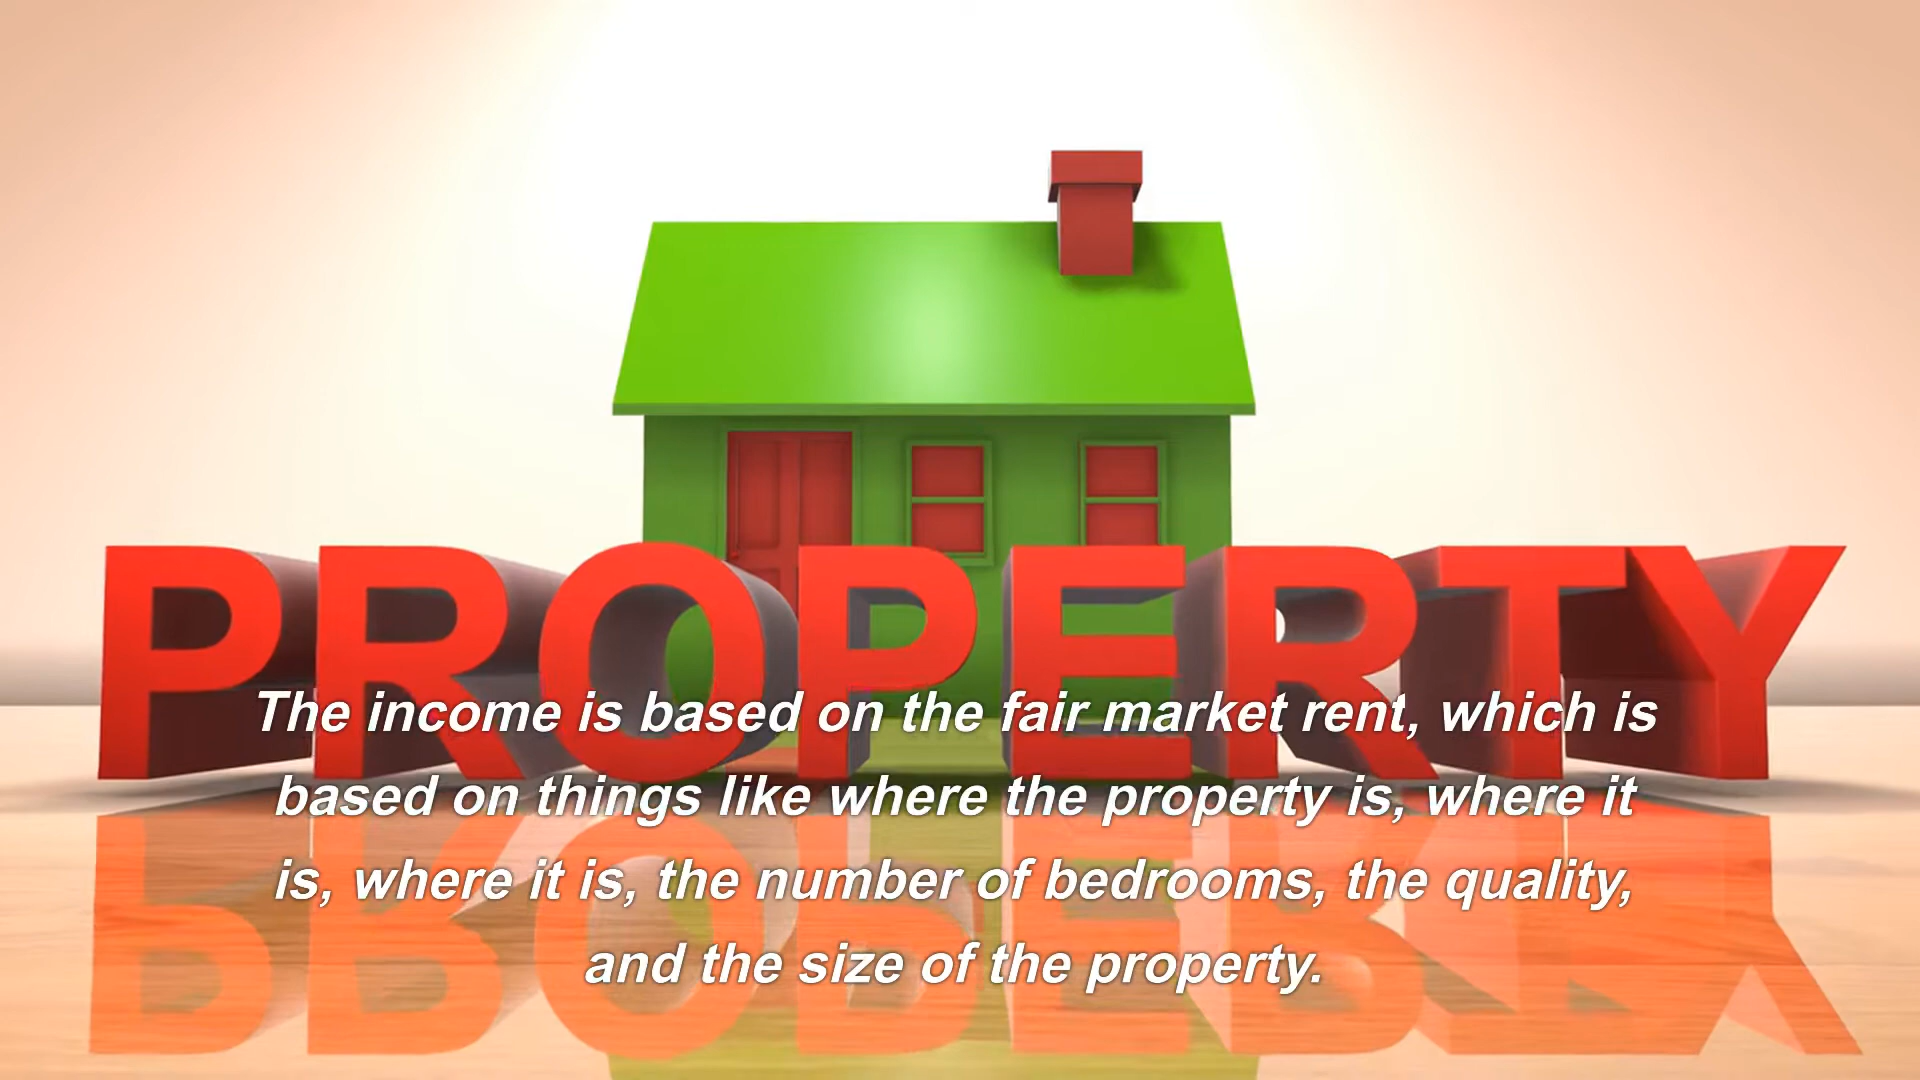 PROPERTY
The income is based on the fair market rent, which is
based on things like where the property is, where it
is, where it is, the number of bedrooms, the quality,
and the size of the property.